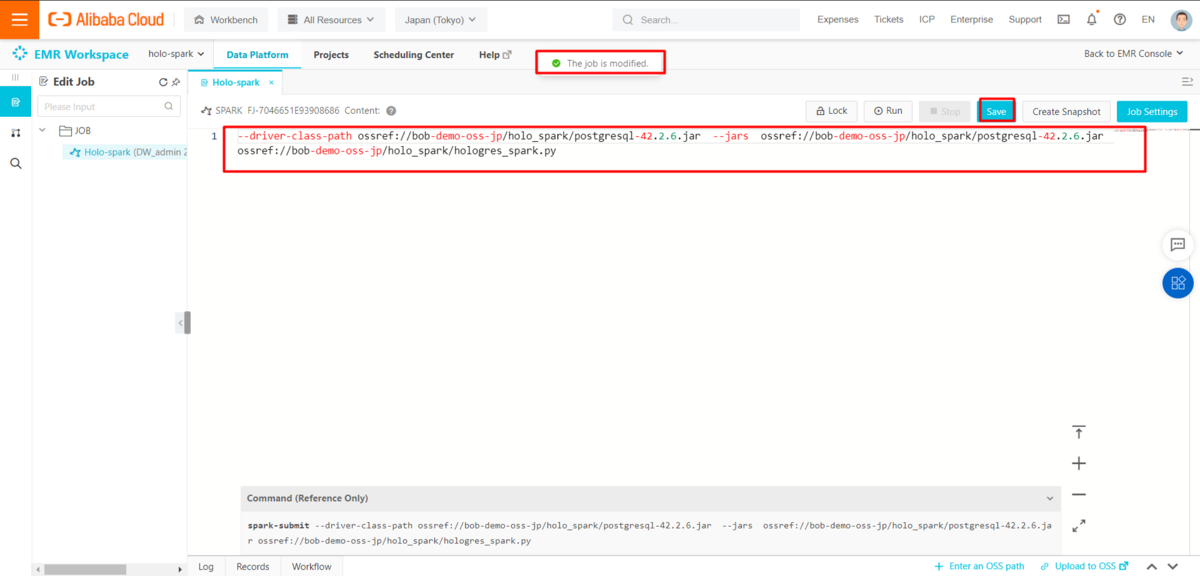 Alibaba Cloud
Workbench
All Resources
Japan (Tokyo)
Search...
Expenses
Tickets
ICP
Enterprise
Support
EN
EMR Workspace
holo-spark
Data Platform
Projects
Scheduling Center
Help
The job is modified.
Back to EMR Console
Edit Job
Holo-spark ×
Please Input
SPARK FJ-7046651E93908686 Content:
Lock
Run
Stop
Save
Create Snapshot
Job Settings
JOB
Holo-spark (DW_admin 2
1
--driver-class-path ossref://bob-demo-oss-jp/holo_spark/postgresql-42.2.6.jar --jars ossref://bob-demo-oss-jp/holo_spark/postgresql-42.2.6.jar
ossref://bob-demo-oss-jp/holo_spark/hologres_spark.py
Command (Reference Only)
spark-submit --driver-class-path ossref://bob-demo-oss-jp/holo_spark/postgresql-42.2.6.jar --jars ossref://bob-demo-oss-jp/holo_spark/postgresql-42.2.6.ja
r ossref://bob-demo-oss-jp/holo_spark/hologres_spark.py
Log
Records
Workflow
+ Enter an OSS path
Upload to OSS